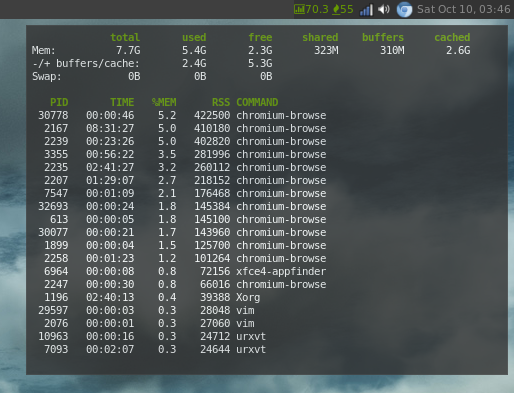 70.3 55 Sat Oct 10, 03:46
total used free shared buffers cached
Mem: 7.7G 5.4G 2.3G 323M 310M 2.6G
-/+ buffers/cache: 2.4G 5.3G
Swap: 0B 0B 0B
PID TIME %MEM RSS COMMAND
30778 00:00:46 5.2 422500 chromium-browse
2167 08:31:27 5.0 410180 chromium-browse
2239 00:23:26 5.0 402820 chromium-browse
3355 00:56:22 3.5 281996 chromium-browse
2235 02:41:27 3.2 260112 chromium-browse
2207 01:29:07 2.7 218152 chromium-browse
7547 00:01:09 2.1 176468 chromium-browse
32693 00:00:24 1.8 145384 chromium-browse
613 00:00:05 1.8 145100 chromium-browse
30077 00:00:21 1.7 143960 chromium-browse
1899 00:00:04 1.5 125700 chromium-browse
2258 00:01:23 1.2 101264 chromium-browse
6964 00:00:08 0.8 72156 xfce4-appfinder
2247 00:00:30 0.8 66016 chromium-browse
1196 02:40:13 0.4 39388 Xorg
29597 00:00:03 0.3 28048 vim
2076 00:00:01 0.3 27060 vim
10963 00:00:16 0.3 24712 urxvt
7093 00:02:07 0.3 24644 urxvt